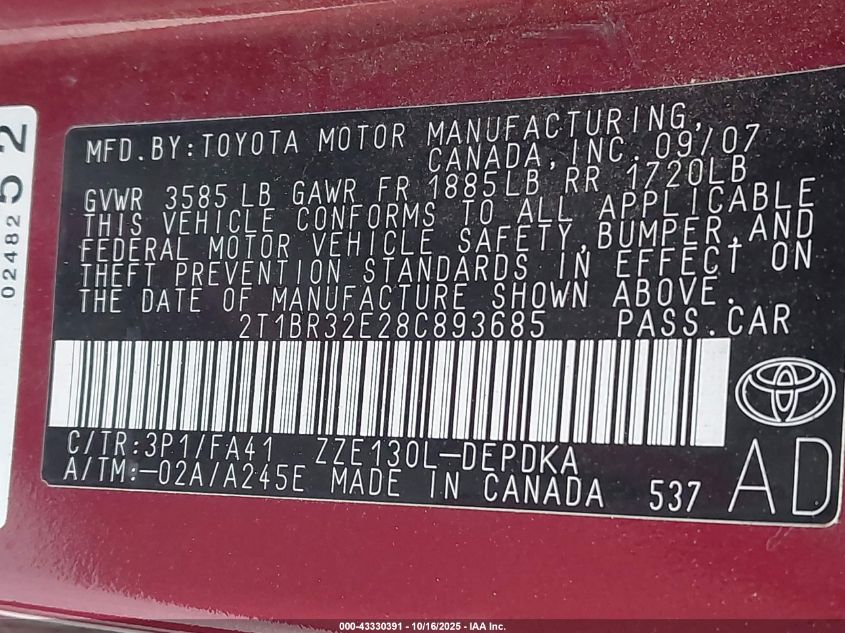 02482 52
MFD.BY:TOYOTA MOTOR MANUFACTURING,
CANADA, INC. 09/07
GVWR 3585 LB GAWR FR 1885LB RR 1720LB
THIS VEHICLE CONFORMS TO ALL APPLICABLE
FEDERAL MOTOR VEHICLE SAFETY,BUMPER,AND
THEFT PREVENTION STANDARDS IN EFFECT ON
THE DATE OF MANUFACTURE SHOWN ABOVE.
2T1BR32E28C893685 PASS.CAR
C/TR:3P1/FA41 ZZE130L-DEPDKA
A/TM:-02A/A245E MADE IN CANADA 537 AD
000-43330391 - 10/16/2025 - IAA Inc.